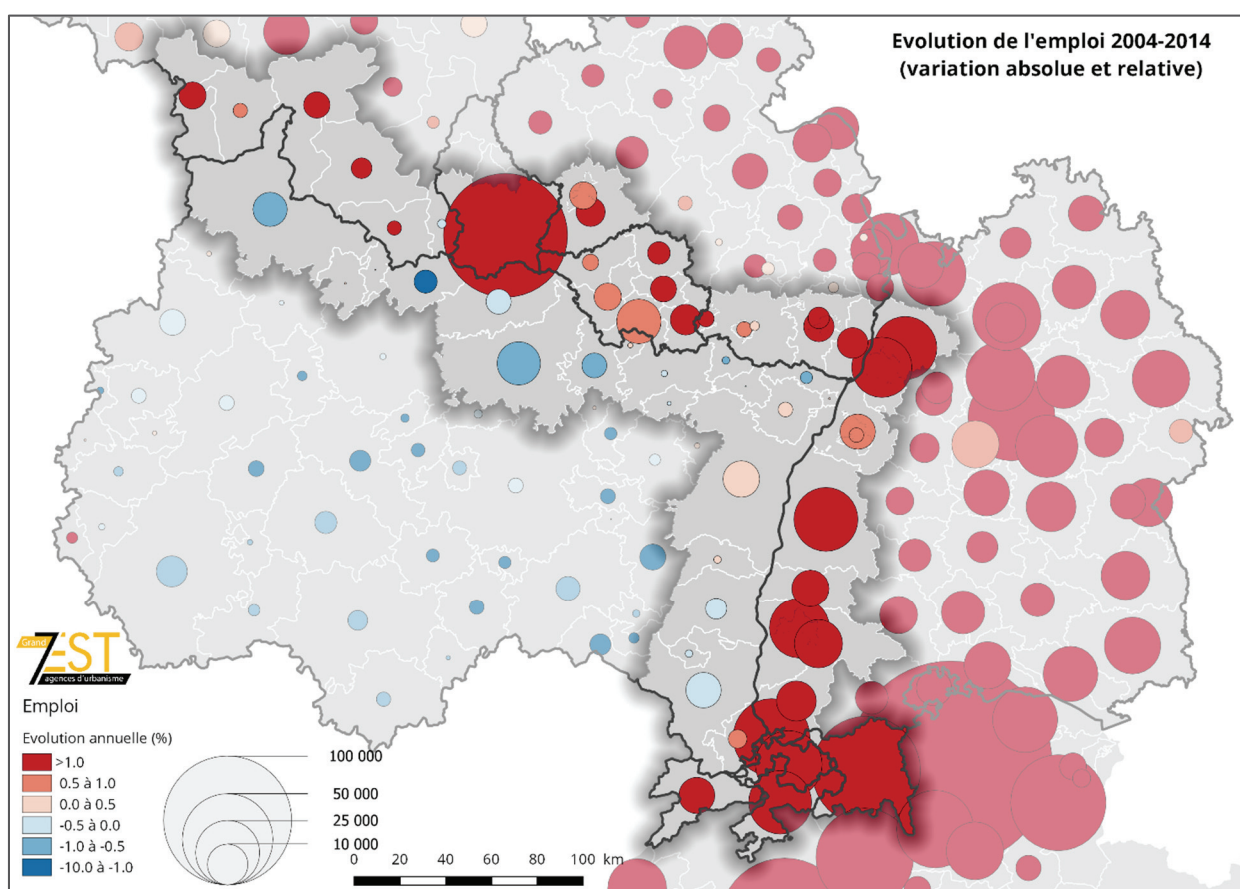 Evolution de l'emploi 2004-2014
(variation absolue et relative)
Grand
7EST
agences d'urbanisme
Emploi
Evolution annuelle (%)
>1.0
0.5 à 1.0
0.0 à 0.5
-0.5 à 0.0
-1.0 à -0.5
-10.0 à -1.0
100 000
50 000
25 000
10 000
0 20 40 60 80 100 km